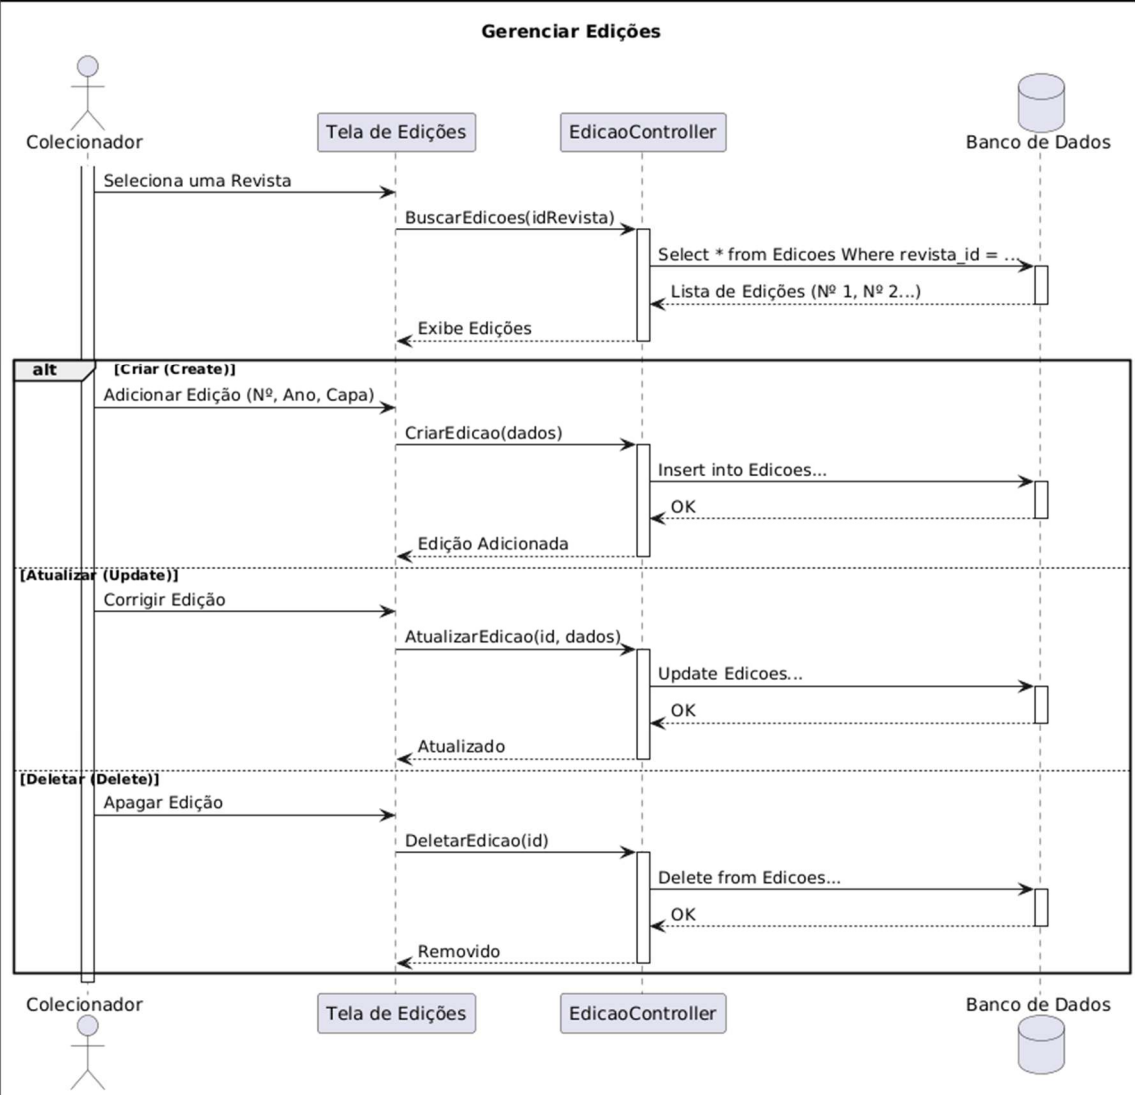 Gerenciar Edições
Colecionador
Tela de Edições
EdicaoController
Banco de Dados
Seleciona uma Revista
BuscarEdicoes(idRevista)
Select * from Edicoes Where revista_id = ...
Lista de Edições (Nº 1, Nº 2...)
Exibe Edições
alt [Criar (Create)]
Adicionar Edição (Nº, Ano, Capa)
CriarEdicao(dados)
Insert into Edicoes...
OK
Edição Adicionada
[Atualizar (Update)]
Corrigir Edição
AtualizarEdicao(id, dados)
Update Edicoes...
OK
Atualizado
[Deletar (Delete)]
Apagar Edição
DeletarEdicao(id)
Delete from Edicoes...
OK
Removido
Colecionador
Tela de Edições
EdicaoController
Banco de Dados